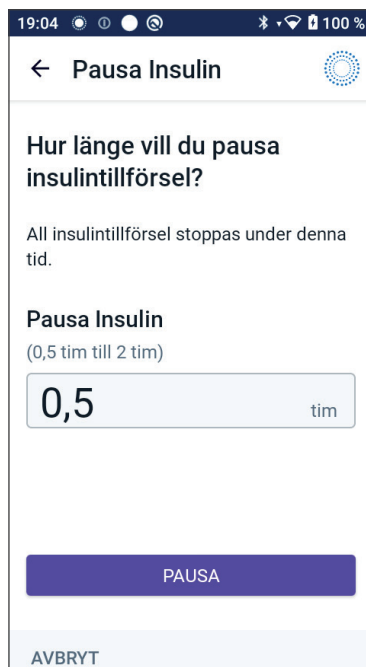 19:04 100 %
Pausa Insulin
Hur länge vill du pausa
insulintillförsel?
All insulintillförsel stoppas under denna
tid.
Pausa Insulin
(0,5 tim till 2 tim)
0,5 tim
PAUSA
AVBRYT